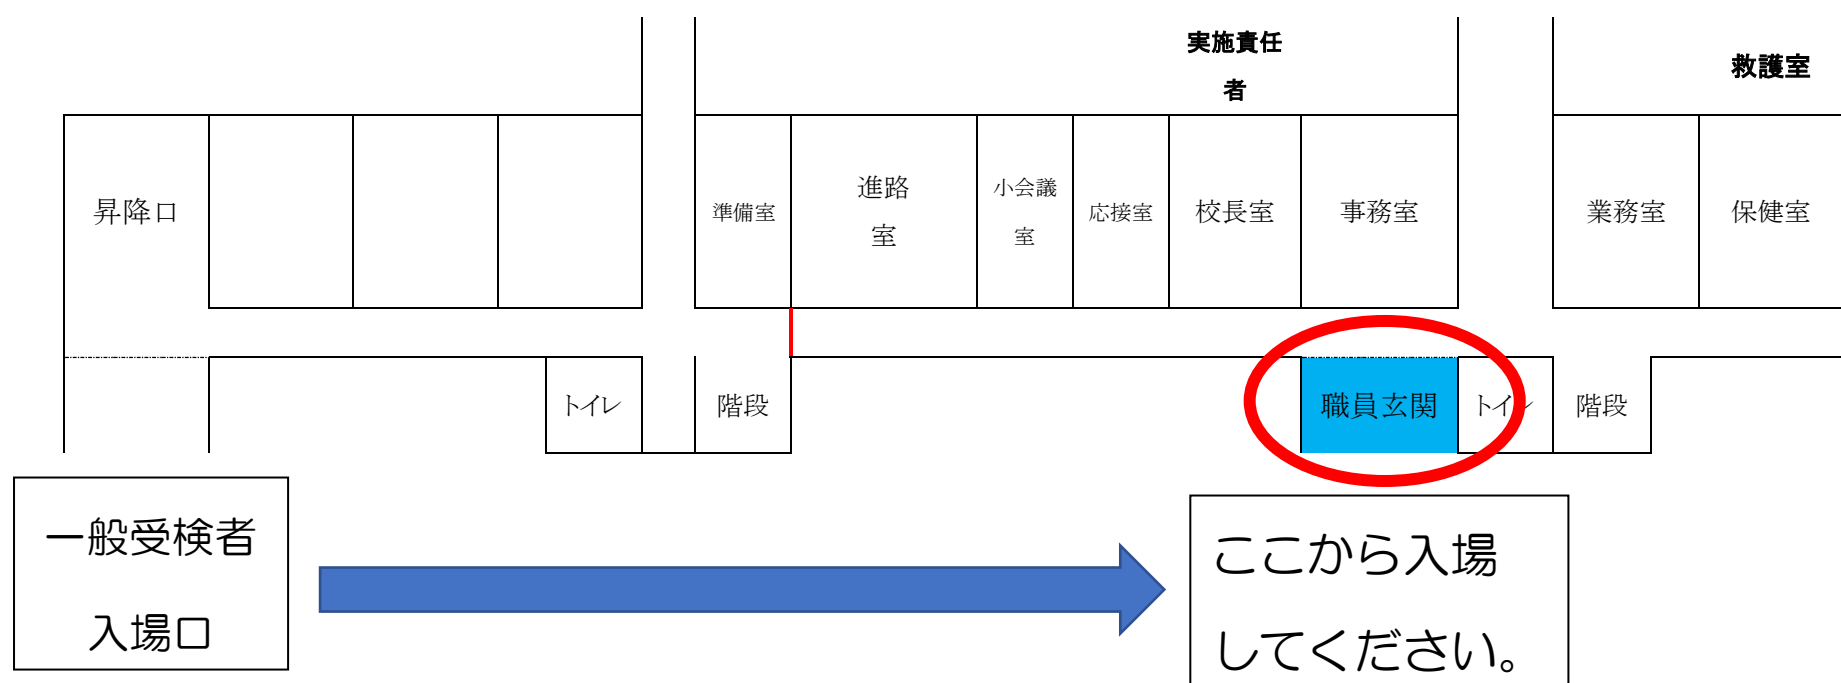 実施責任
者
救護室
昇降口
準備室
進路
室
小会議
室
応接室
校長室
事務室
業務室
保健室
トイレ
階段
職員玄関
トイレ
階段
一般受検者
入場口
ここから入場
してください。